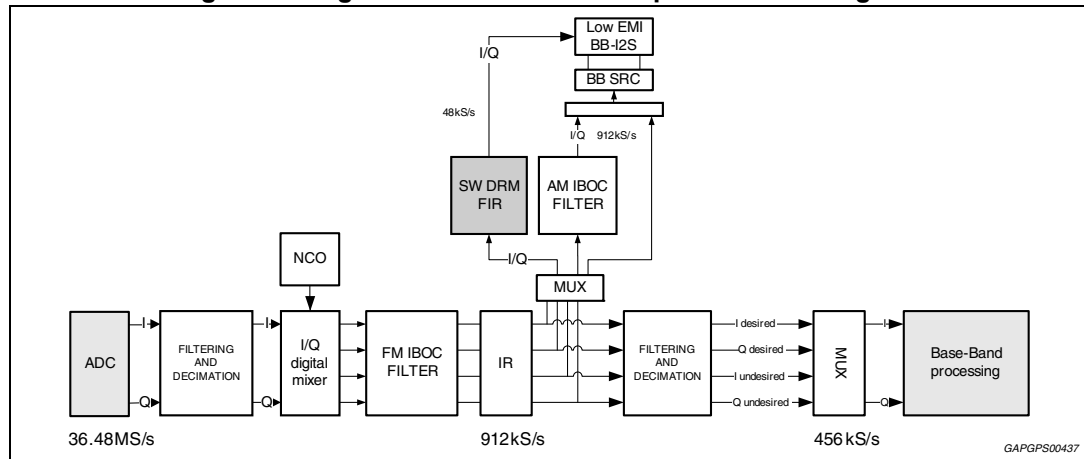 Low EMI
BB-I2S
I/Q
BB SRC
48kS/s
I/Q 912kS/s
SW DRM
FIR
AM IBOC
FILTER
NCO
I/Q
MUX
ADC
I
Q
FILTERING
AND
DECIMATION
I
Q
I/Q
digital
mixer
FM IBOC
FILTER
IR
FILTERING
AND
DECIMATION
I desired
Q desired
I undesired
Q undesired
MUX
I
Q
Base-Band
processing
36.48MS/s
912kS/s
456kS/s
GAPGPS00437